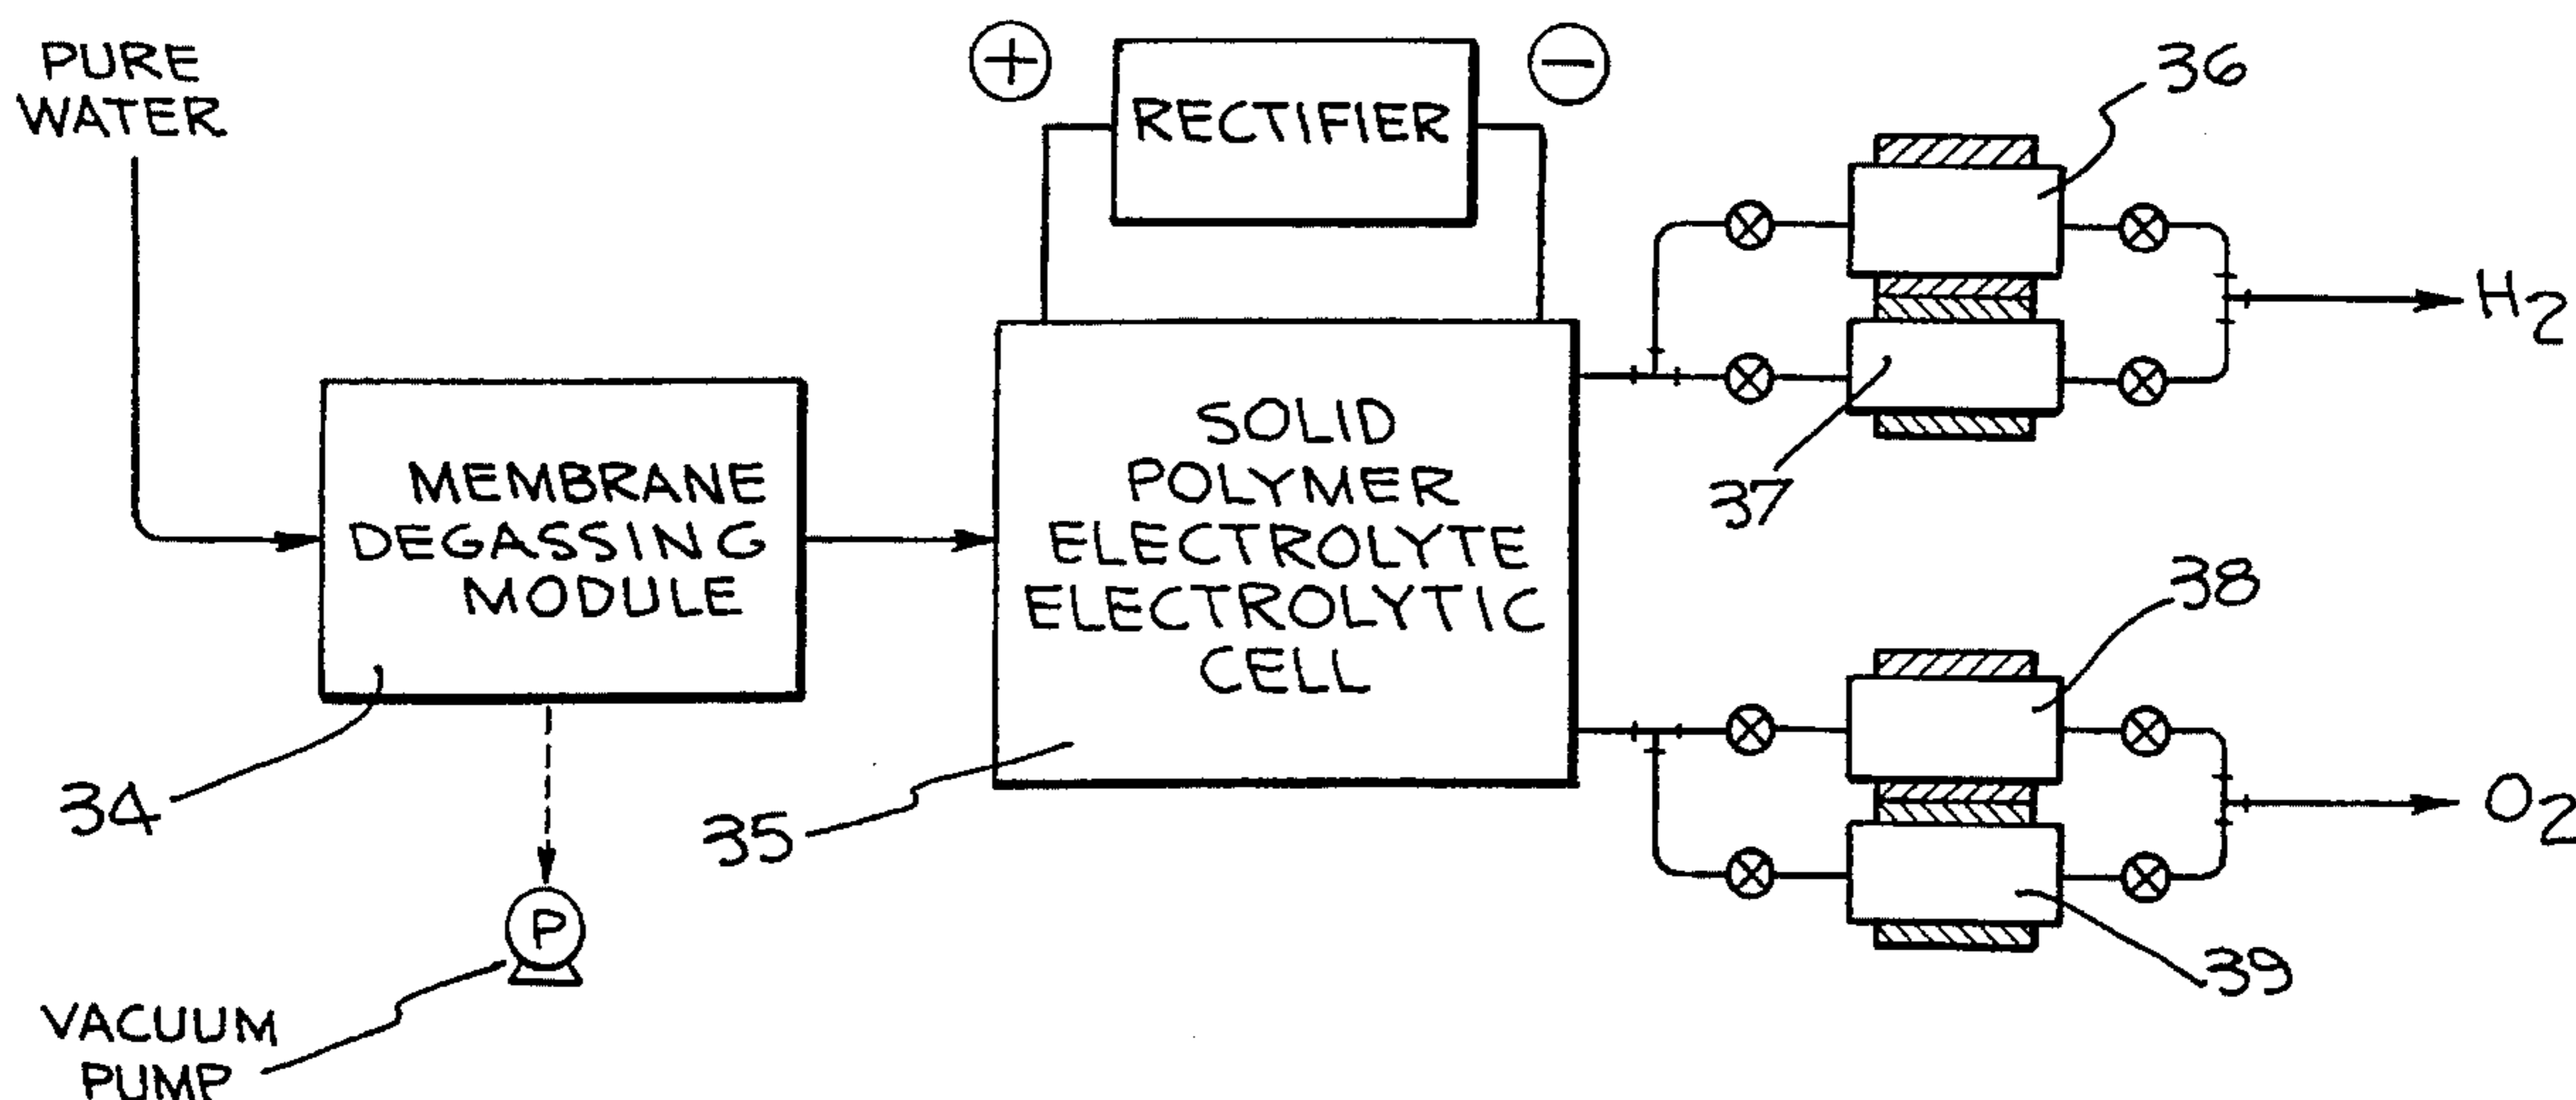 PURE
WATER
+
RECTIFIER
−
36
H2
37
MEMBRANE
DEGASSING
MODULE
SOLID
POLYMER
ELECTROLYTE
ELECTROLYTIC
CELL
38
34
35
O2
39
P
VACUUM
PUMP